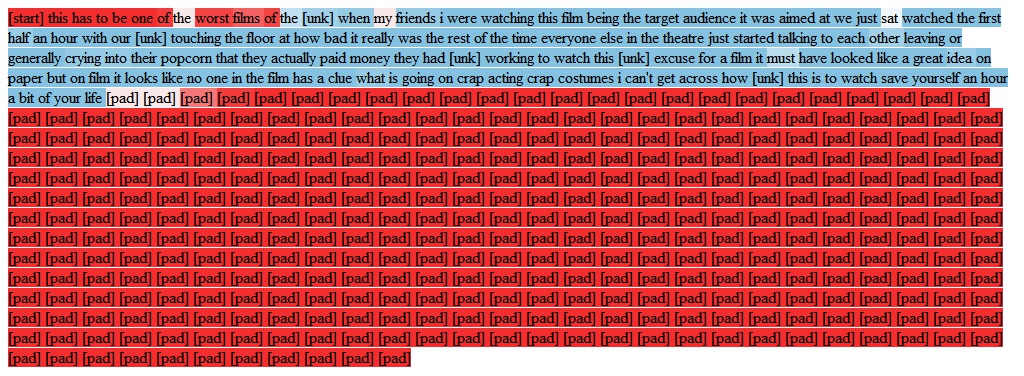 [start] this has to be one of the worst films of the [unk] when my friends i were watching this film being the target audience it was aimed at we just sat watched the first
half an hour with our [unk] touching the floor at how bad it really was the rest of the time everyone else in the theatre just started talking to each other leaving or
generally crying into their popcorn that they actually paid money they had [unk] working to watch this [unk] excuse for a film it must have looked like a great idea on
paper but on film it looks like no one in the film has a clue what is going on crap acting crap costumes i can't get across how [unk] this is to watch save yourself an hour
a bit of your life [pad] [pad] [pad] [pad] [pad] [pad] [pad] [pad] [pad] [pad] [pad] [pad] [pad] [pad] [pad] [pad] [pad] [pad] [pad] [pad] [pad] [pad] [pad] [pad]
[pad] [pad] [pad] [pad] [pad] [pad] [pad] [pad] [pad] [pad] [pad] [pad] [pad] [pad] [pad] [pad] [pad] [pad] [pad] [pad] [pad] [pad] [pad] [pad] [pad] [pad] [pad]
[pad] [pad] [pad] [pad] [pad] [pad] [pad] [pad] [pad] [pad] [pad] [pad] [pad] [pad] [pad] [pad] [pad] [pad] [pad] [pad] [pad] [pad] [pad] [pad] [pad] [pad] [pad]
[pad] [pad] [pad] [pad] [pad] [pad] [pad] [pad] [pad] [pad] [pad] [pad] [pad] [pad] [pad] [pad] [pad] [pad] [pad] [pad] [pad] [pad] [pad] [pad] [pad] [pad] [pad]
[pad] [pad] [pad] [pad] [pad] [pad] [pad] [pad] [pad] [pad] [pad] [pad] [pad] [pad] [pad] [pad] [pad] [pad] [pad] [pad] [pad] [pad] [pad] [pad] [pad] [pad] [pad]
[pad] [pad] [pad] [pad] [pad] [pad] [pad] [pad] [pad] [pad] [pad] [pad] [pad] [pad] [pad] [pad] [pad] [pad] [pad] [pad] [pad] [pad] [pad] [pad] [pad] [pad] [pad]
[pad] [pad] [pad] [pad] [pad] [pad] [pad] [pad] [pad] [pad] [pad] [pad] [pad] [pad] [pad] [pad] [pad] [pad] [pad] [pad] [pad] [pad] [pad] [pad] [pad] [pad] [pad]
[pad] [pad] [pad] [pad] [pad] [pad] [pad] [pad] [pad] [pad] [pad] [pad] [pad] [pad] [pad] [pad] [pad] [pad] [pad] [pad] [pad] [pad] [pad] [pad] [pad] [pad] [pad]
[pad] [pad] [pad] [pad] [pad] [pad] [pad] [pad] [pad] [pad] [pad] [pad] [pad] [pad] [pad] [pad] [pad] [pad] [pad] [pad] [pad] [pad] [pad] [pad] [pad] [pad] [pad]
[pad] [pad] [pad] [pad] [pad] [pad] [pad] [pad] [pad] [pad] [pad] [pad] [pad] [pad] [pad] [pad] [pad] [pad] [pad] [pad] [pad] [pad] [pad] [pad] [pad] [pad] [pad]
[pad] [pad] [pad] [pad] [pad] [pad] [pad] [pad] [pad] [pad] [pad] [pad] [pad] [pad] [pad] [pad] [pad] [pad] [pad] [pad] [pad] [pad] [pad] [pad] [pad] [pad] [pad]
[pad] [pad] [pad] [pad] [pad] [pad] [pad] [pad] [pad] [pad] [pad] [pad] [pad] [pad] [pad] [pad] [pad] [pad] [pad] [pad] [pad] [pad] [pad] [pad] [pad] [pad] [pad]
[pad] [pad] [pad] [pad] [pad] [pad] [pad] [pad] [pad] [pad] [pad] [pad] [pad] [pad] [pad] [pad] [pad] [pad] [pad] [pad] [pad] [pad] [pad] [pad] [pad] [pad] [pad]
[pad] [pad] [pad] [pad] [pad] [pad] [pad] [pad] [pad] [pad] [pad]